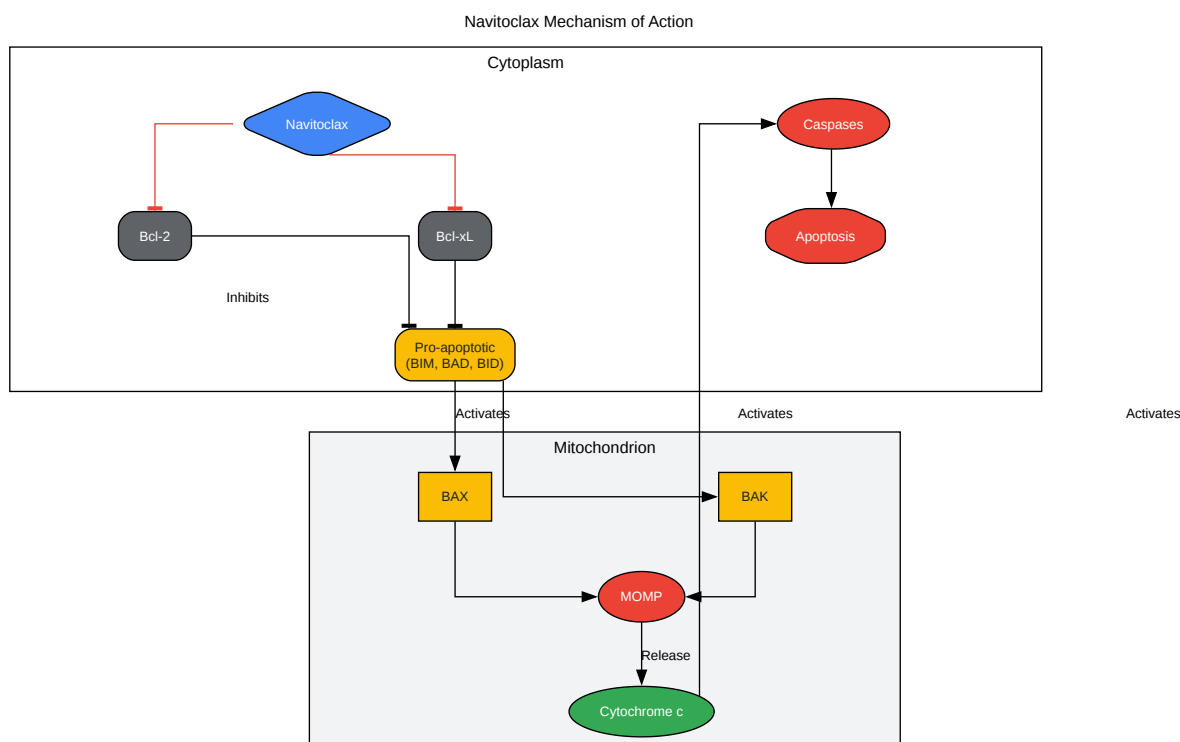 Navitoclax Mechanism of Action
Cytoplasm
Navitoclax
Caspases
Bcl-2
Bcl-xL
Apoptosis
Inhibits
Pro-apoptotic
(BIM, BAD, BID)
Activates
Activates
Activates
Mitochondrion
BAX
BAK
MOMP
Release
Cytochrome c